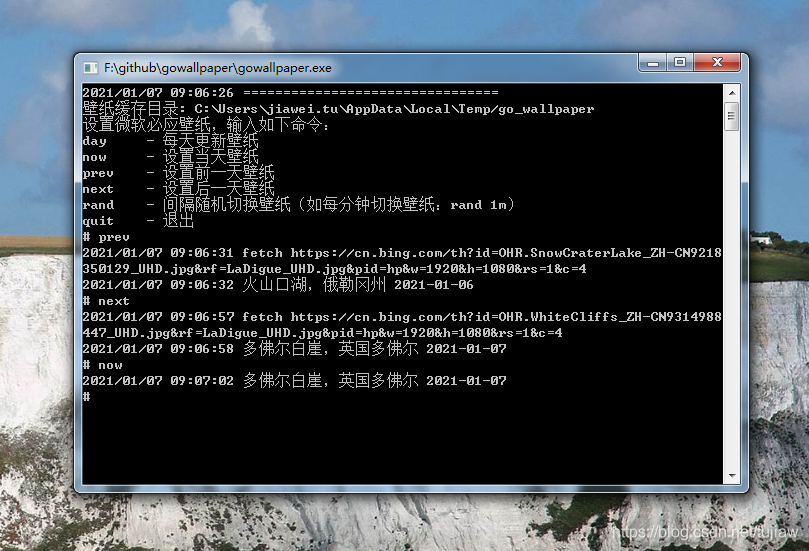 F:\github\gowallpaper\gowallpaper.exe
2021/01/07 09:06:26 ================================
壁纸缓存目录: C:\Users\jiawei.tu\AppData\Local\Temp/go_wallpaper
设置微软必应壁纸，输入如下命令:
day - 每天更新壁纸
now - 设置当天壁纸
prev - 设置前一天壁纸
next - 设置后一天壁纸
rand - 间隔随机切换壁纸（如每分钟切换壁纸: rand 1m）
quit - 退出
# prev
2021/01/07 09:06:31 fetch https://cn.bing.com/th?id=OHR.SnowCraterLake_ZH-CN9218
350129_UHD.jpg&rf=LaDigue_UHD.jpg&pid=hp&w=1920&h=1080&rs=1&c=4
2021/01/07 09:06:32 火山口湖，俄勒冈州 2021-01-06
# next
2021/01/07 09:06:57 fetch https://cn.bing.com/th?id=OHR.WhiteCliffs_ZH-CN9314988
447_UHD.jpg&rf=LaDigue_UHD.jpg&pid=hp&w=1920&h=1080&rs=1&c=4
2021/01/07 09:06:58 多佛尔白崖，英国多佛尔 2021-01-07
# now
2021/01/07 09:07:02 多佛尔白崖，英国多佛尔 2021-01-07
#
https://blog.csdn.net/tujiaw